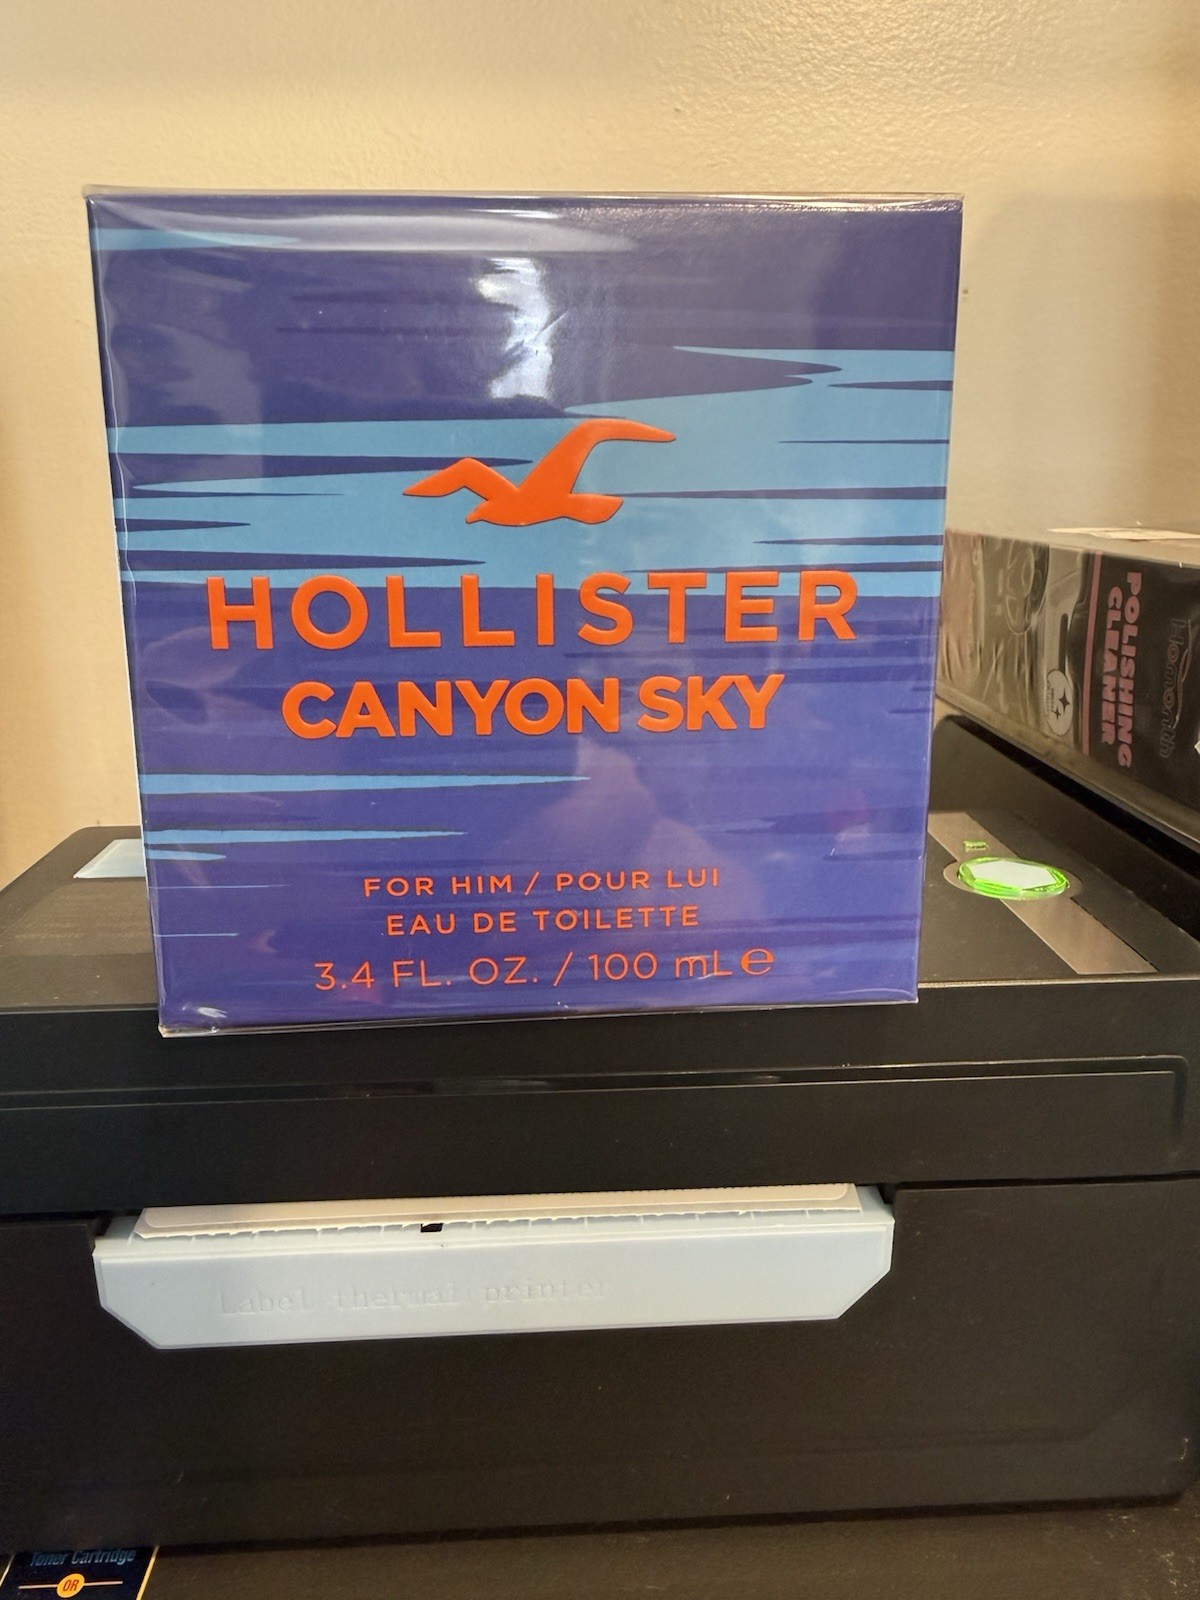 HOLLISTER
CANYON SKY
FOR HIM / POUR LUI
EAU DE TOILETTE
3.4 FL. OZ. / 100 mL ℮
POLISHING
CLEANER
Label thermal printer
Toner Cartridge
OR